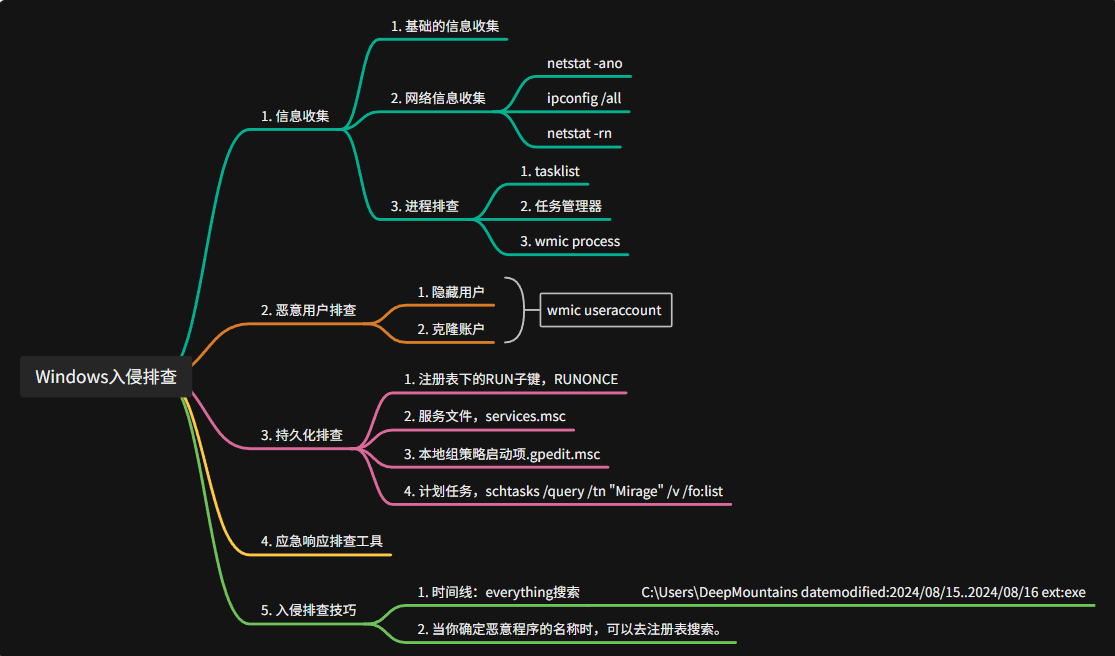 Windows入侵排查
1. 信息收集
1. 基础的信息收集
2. 网络信息收集
netstat -ano
ipconfig /all
netstat -rn
3. 进程排查
1. tasklist
2. 任务管理器
3. wmic process
2. 恶意用户排查
1. 隐藏用户
2. 克隆账户
wmic useraccount
3. 持久化排查
1. 注册表下的RUN子键，RUNONCE
2. 服务文件，services.msc
3. 本地组策略启动项.gpedit.msc
4. 计划任务，schtasks /query /tn "Mirage" /v /fo:list
4. 应急响应排查工具
5. 入侵排查技巧
1. 时间线：everything搜索 C:\Users\DeepMountains datemodified:2024/08/15..2024/08/16 ext:exe
2. 当你确定恶意程序的名称时，可以去注册表搜索。